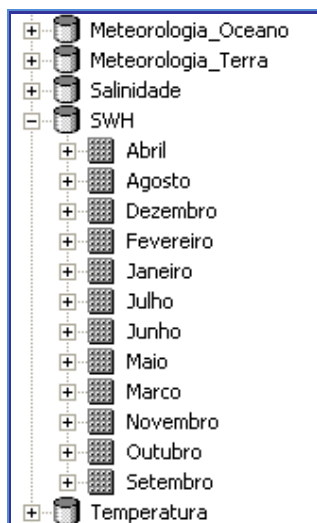 Meteorologia_Oceano
Meteorologia_Terra
Salinidade
SWH
Abril
Agosto
Dezembro
Fevereiro
Janeiro
Julho
Junho
Maio
Marco
Novembro
Outubro
Setembro
Temperatura